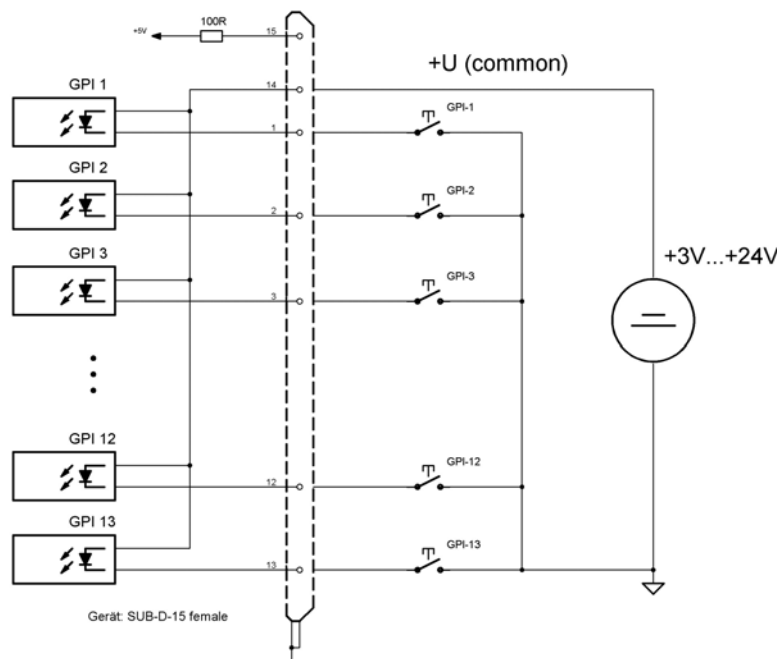 +5V
100R
15
+U (common)
GPI 1
14
GPI-1
1
GPI 2
GPI-2
2
GPI 3
GPI-3
3
+3V...+24V
GPI 12
GPI-12
12
GPI 13
GPI-13
13
Gerät: SUB-D-15 female